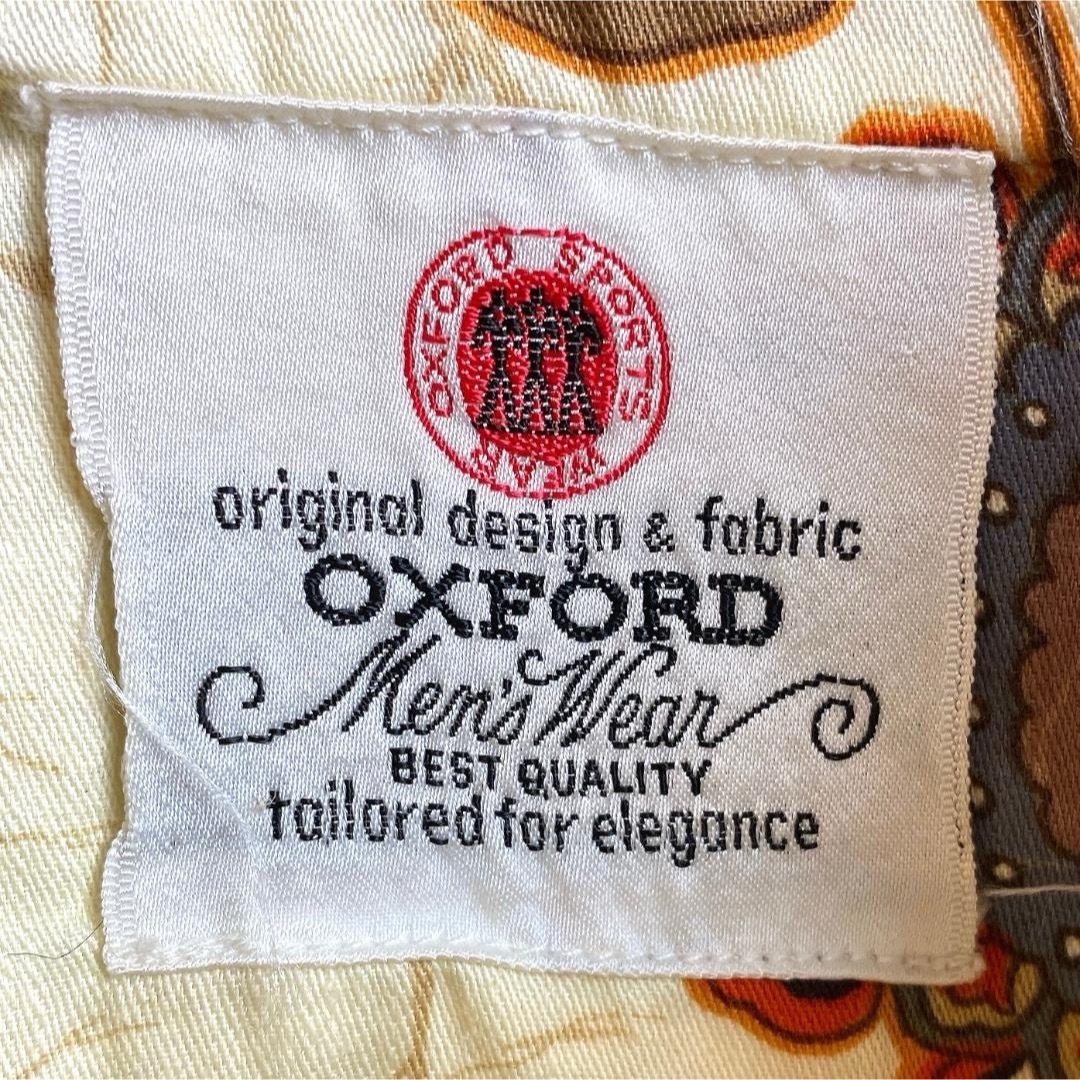 OXFORD SPORTS WEAR
original design & fabric
OXFORD
Men's Wear
BEST QUALITY
tailored for elegance